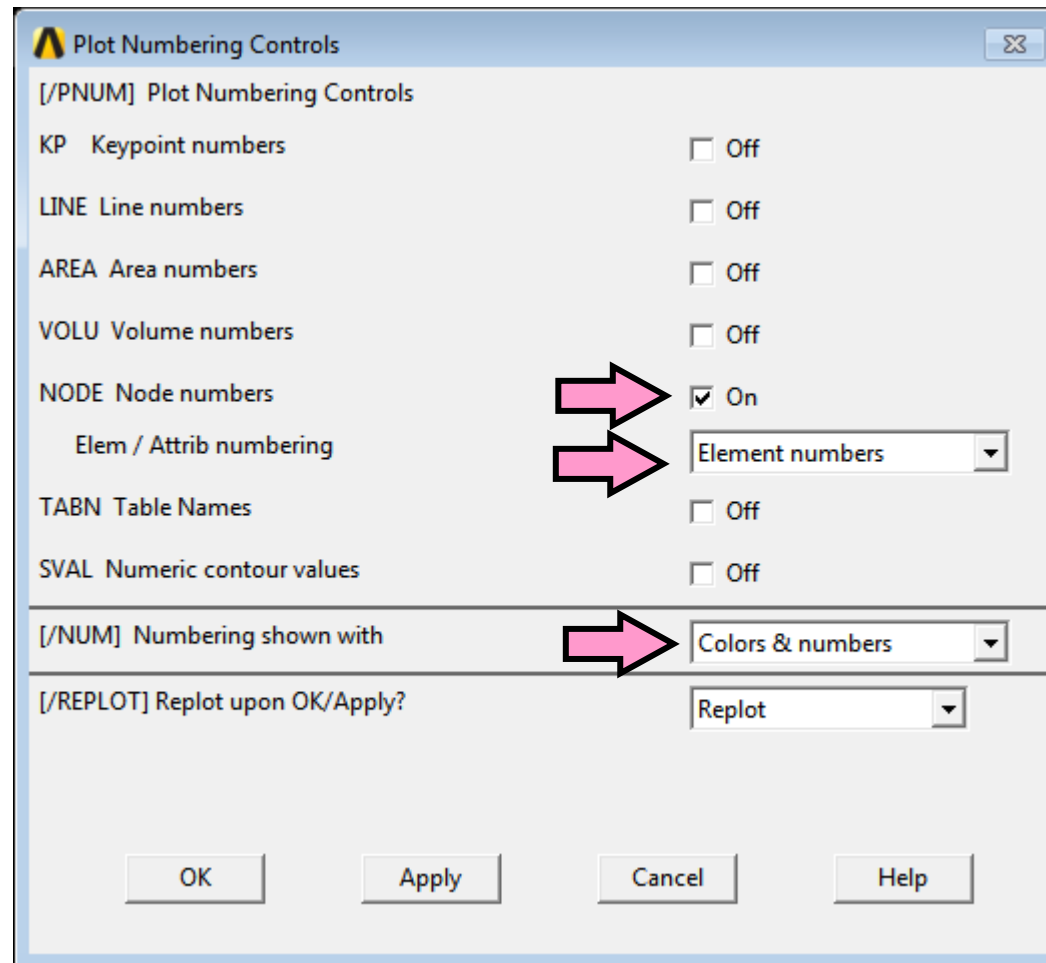 Plot Numbering Controls
[/PNUM] Plot Numbering Controls
KP Keypoint numbers
Off
LINE Line numbers
Off
AREA Area numbers
Off
VOLU Volume numbers
Off
NODE Node numbers
On
Elem / Attrib numbering
Element numbers
TABN Table Names
Off
SVAL Numeric contour values
Off
[/NUM] Numbering shown with
Colors & numbers
[/REPLOT] Replot upon OK/Apply?
Replot
OK
Apply
Cancel
Help